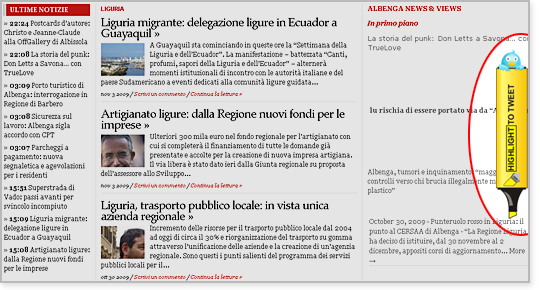 ULTIME NOTIZIE
» 22:24 Postcards d'autore:
Christo e Jeanne-Claude
alla OffGallery di Albissola
» 22:08 La storia del punk:
Don Letts a Savona... con
TrueLove
» 03:09 Porto turistico di
Albenga: interrogazione in
Regione di Barbero
» 03:08 Sicurezza sul
lavoro: Albenga sigla
accordo con CPT
» 03:07 Parcheggi a
pagamento: nuova
segnaletica e agevolazioni
per i residenti
» 15:51 Superstrada di
Vado: passi avanti per
svincolo incompiuto
» 15:09 Liguria migrante:
delegazione ligure in
Ecuador a Guayaquil
» 15:08 Artigianato ligure:
dalla Regione nuovi fondi
per le imprese
LIGURIA
Liguria migrante: delegazione ligure in Ecuador a
Guayaquil »
A Guayaquil sta cominciando in queste ore la "Settimana della
Liguria e dell'Ecuador". La manifestazione – battezzata "Canti,
profumi, sapori della Liguria e dell'Ecuador" – alternerà
momenti istituzionali di incontro con le autorità italiane e del
paese Sudamericano a eventi dedicati alla comunità ligure guidata...
nov 3 2009 / Scrivi un commento / Continua la lettura »
Artigianato ligure: dalla Regione nuovi fondi per le
imprese »
Ulteriori 300 mila euro nel fondo regionale per l'artigianato con
cui si completerà il finanziamento di tutte le domande già
presentate e accolte per la creazione di nuova impresa artigiana.
Il via libera è stato dato ieri dalla Giunta regionale su proposta
dell'assessore allo Sviluppo...
nov 3 2009 / Scrivi un commento / Continua la lettura »
Liguria, trasporto pubblico locale: in vista unica
azienda regionale »
Incremento delle risorse per il trasporto pubblico locale dal 2004
ad oggi di circa il 30% e riorganizzazione del trasporto su gomma
attraverso l'unificazione delle aziende e la creazione di un'agenzia
regionale. Sono questi i punti salienti del programma dei servizi
pubblici locali per il...
ott 30 2009 / Scrivi un commento / Continua la lettura »
ALBENGA NEWS & VIEWS
In primo piano
La storia del punk: Don Letts a Savona... con
TrueLove
lu rischia di essere portato via da
Albenga, tumori e inquinamento
controlli verso chi brucia illegalmente
plastico"
October 30, 2009 - Punteruolo rosso in Liguria: il
punto al CERSAA di Albenga - "La Regione Liguria
ha deciso di istituire, dal 30 novembre al 2
dicembre, appositi corsi di aggiornamento... More
→
HIGHLIGHT TO TWEET